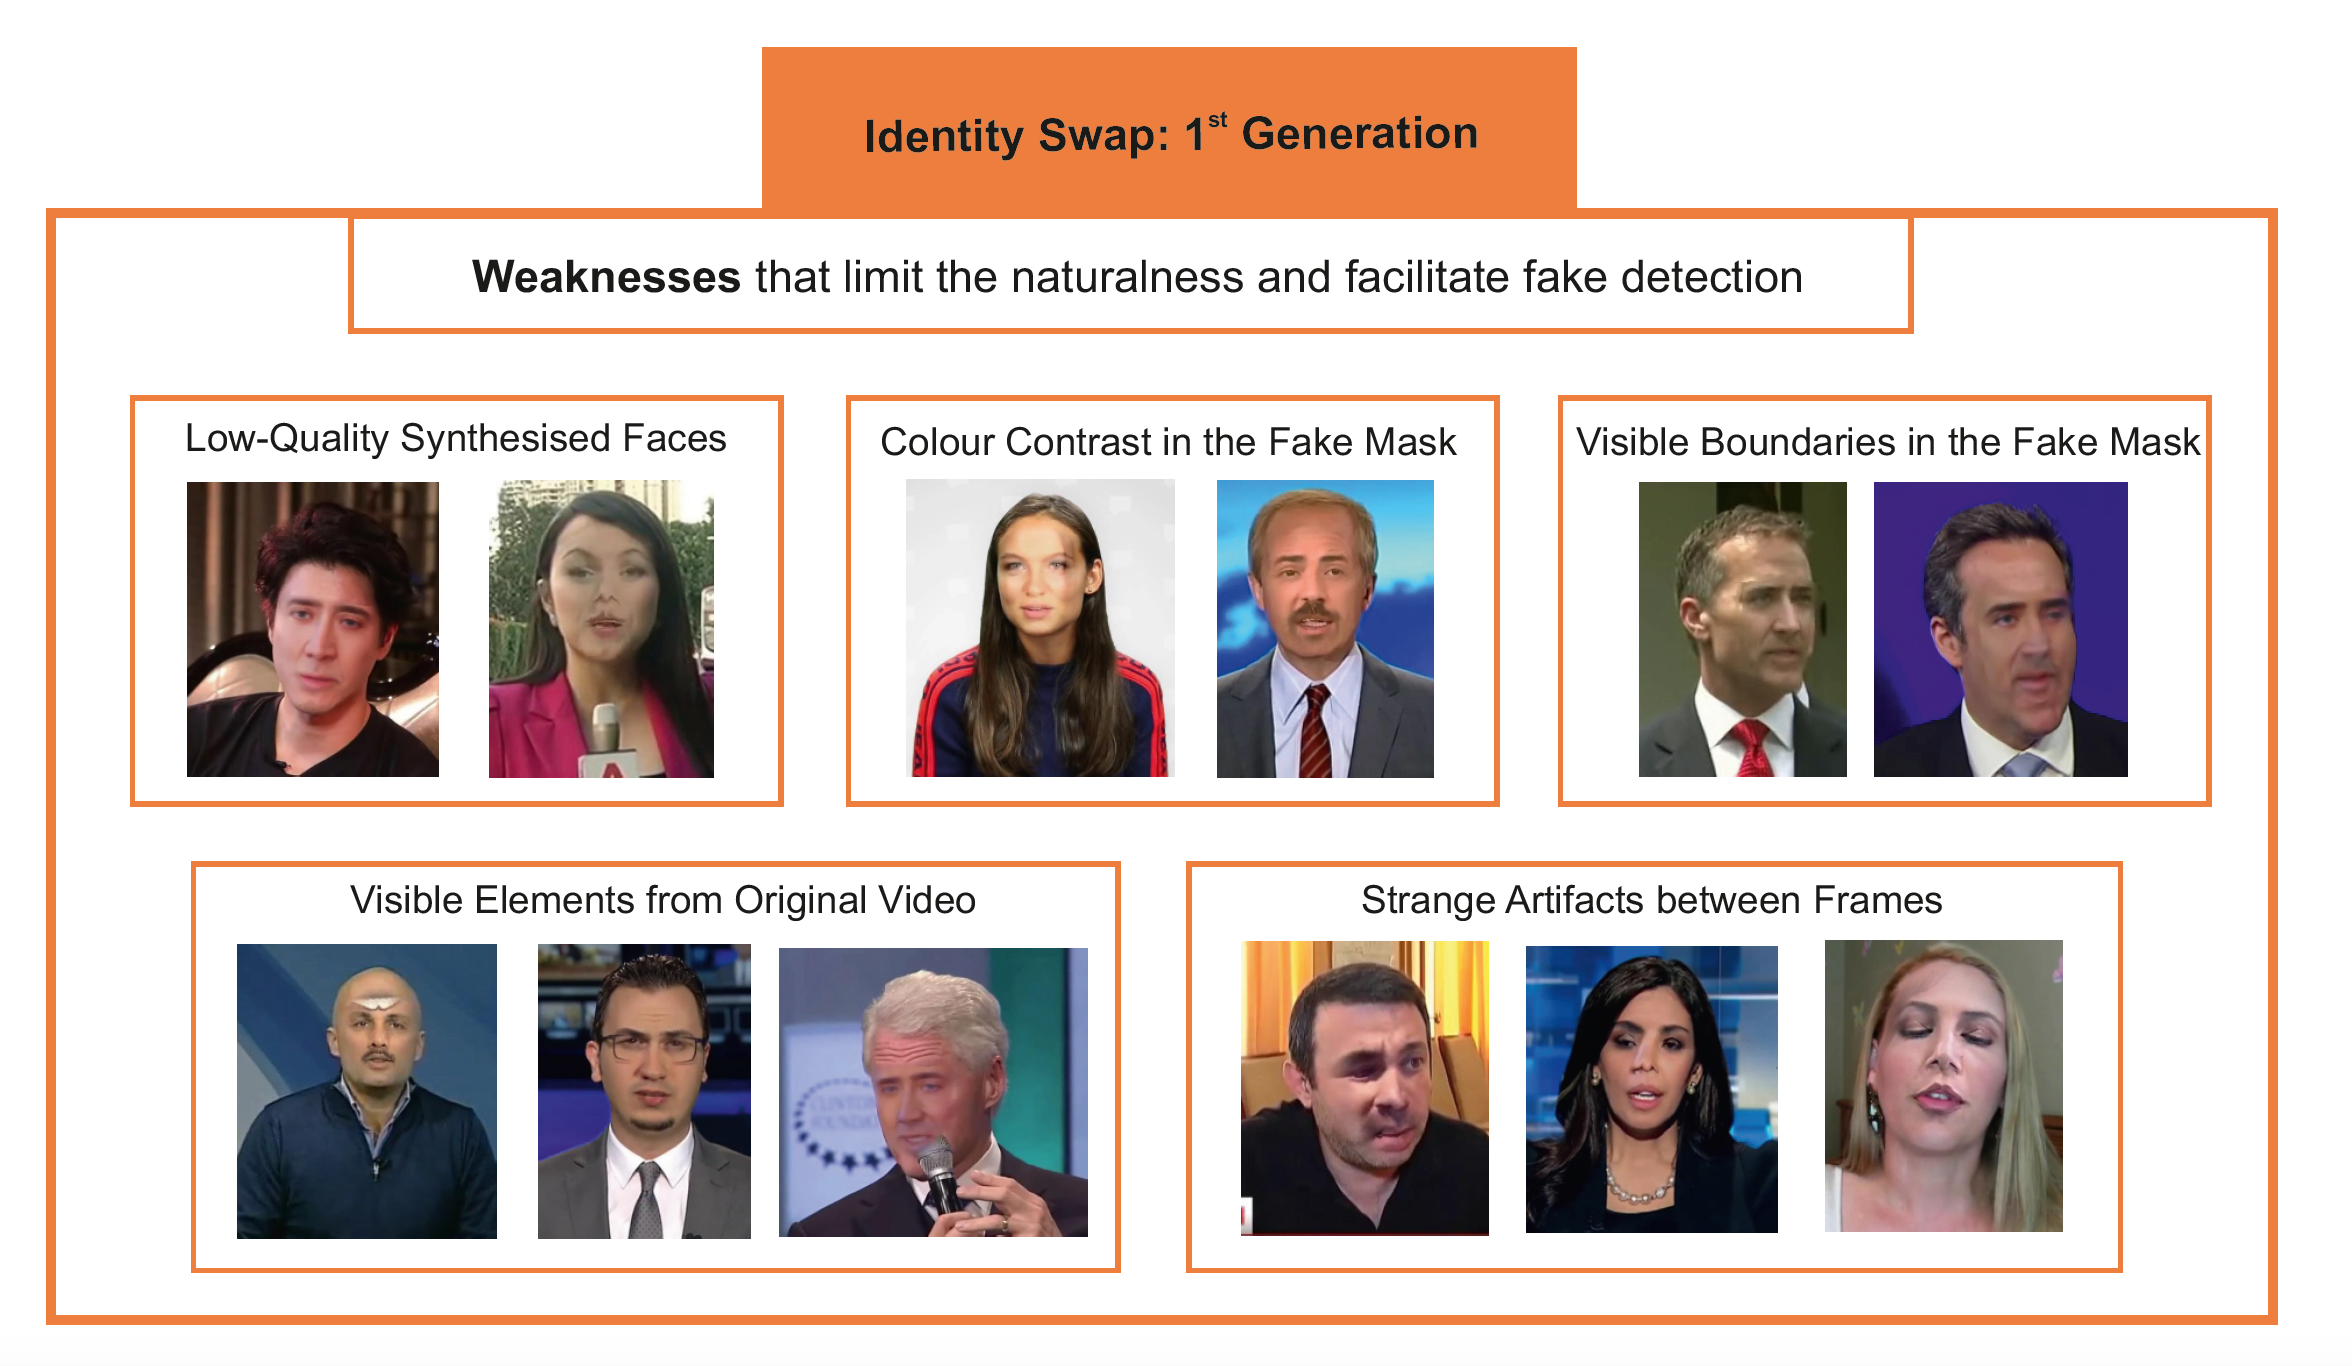 Identity Swap: 1st Generation
Weaknesses that limit the naturalness and facilitate fake detection
Low-Quality Synthesised Faces
Colour Contrast in the Fake Mask
Visible Boundaries in the Fake Mask
Visible Elements from Original Video
Strange Artifacts between Frames